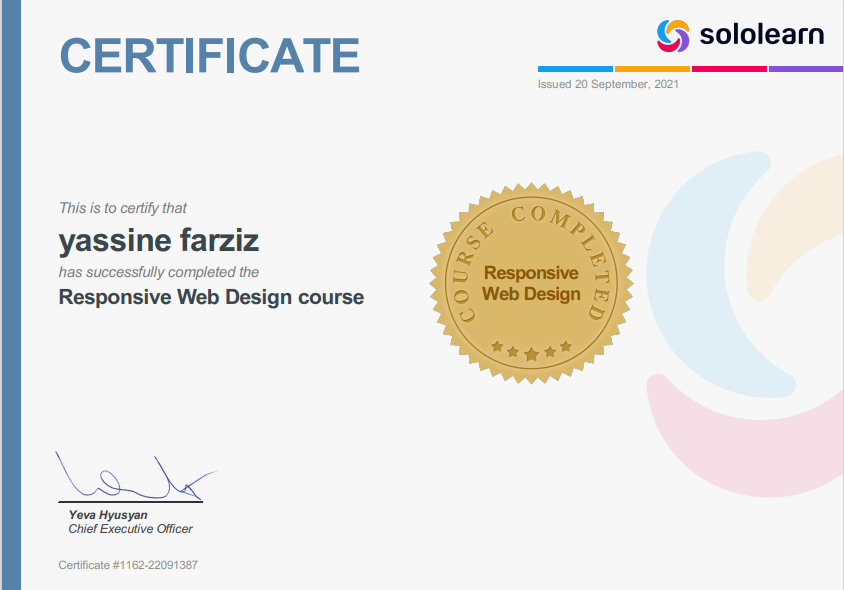 CERTIFICATE
sololearn
Issued 20 September, 2021
This is to certify that
yassine farziz
has successfully completed the
Responsive Web Design course
COURSE COMPLETED
Responsive
Web Design
Yeva Hyusyan
Chief Executive Officer
Certificate #1162-22091387